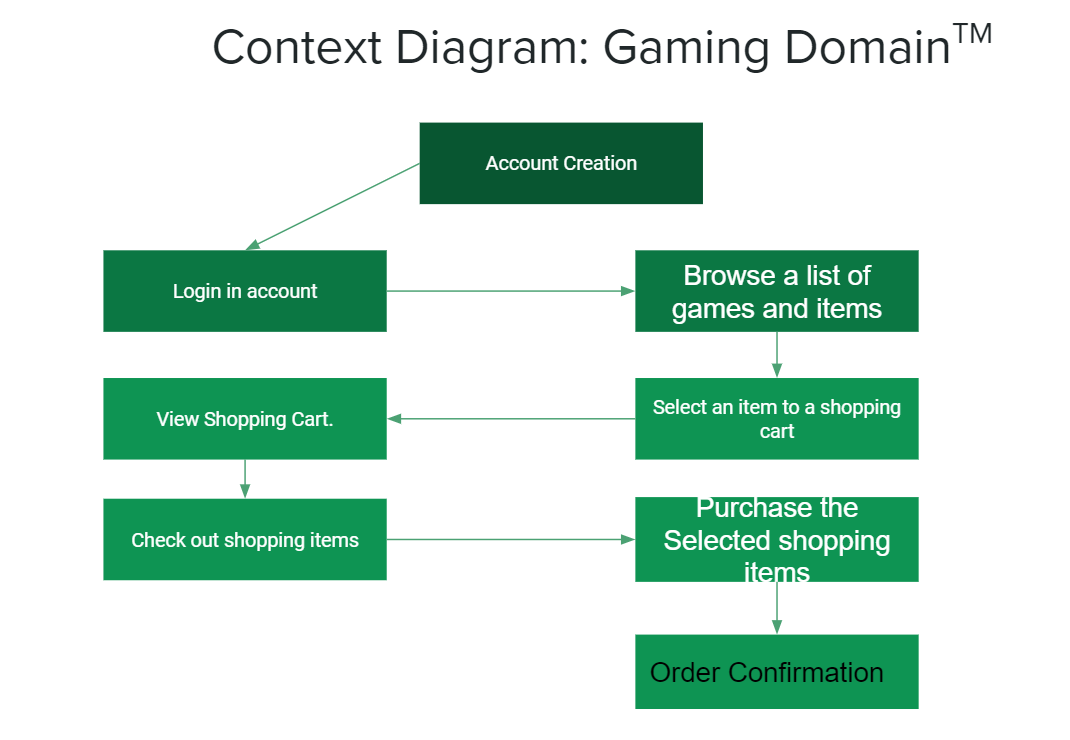 Context Diagram: Gaming Domain™
Account Creation
Login in account
Browse a list of
games and items
View Shopping Cart.
Select an item to a shopping
cart
Check out shopping items
Purchase the
Selected shopping
items
Order Confirmation